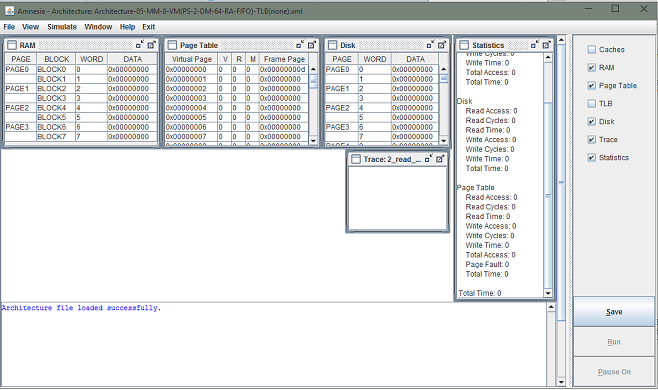 Amnesia - Architecture: Architecture-05-MM-8-VM(PS-2-DM-64-RA-FIFO)-TLB(none).xml
File View Simulate Window Help Exit
RAM
PAGE BLOCK WORD DATA
PAGE0 BLOCK0 0 0x00000000
BLOCK1 1 0x00000000
PAGE1 BLOCK2 2 0x00000000
BLOCK3 3 0x00000000
PAGE2 BLOCK4 4 0x00000000
BLOCK5 5 0x00000000
PAGE3 BLOCK6 6 0x00000000
BLOCK7 7 0x00000000
Page Table
Virtual Page V R M Frame Page
0x00000000 0 0 0 0x00000000d
0x00000001 0 0 0 0x00000000
0x00000002 0 0 0 0x00000000
0x00000003 0 0 0 0x00000000
0x00000004 0 0 0 0x00000000
0x00000005 0 0 0 0x00000000
0x00000006 0 0 0 0x00000000
0x00000007 0 0 0 0x00000000
Disk
PAGE WORD DATA
PAGE0 0 0x00000000
1 0x00000000
PAGE1 2 0x00000000
3 0x00000000
PAGE2 4 0x00000000
5 0x00000000
PAGE3 6 0x00000000
7 0x00000000
Trace: 2_read_...
Statistics
Write Cycles: 0
Write Time: 0
Total Access: 0
Total Time: 0
Disk
Read Access: 0
Read Cycles: 0
Read Time: 0
Write Access: 0
Write Cycles: 0
Write Time: 0
Total Access: 0
Total Time: 0
Page Table
Read Access: 0
Read Cycles: 0
Read Time: 0
Write Access: 0
Write Cycles: 0
Write Time: 0
Total Access: 0
Page Fault: 0
Total Time: 0
Total Time: 0
Caches
RAM
Page Table
TLB
Disk
Trace
Statistics
Architecture file loaded successfully.
Save
Run
Pause On